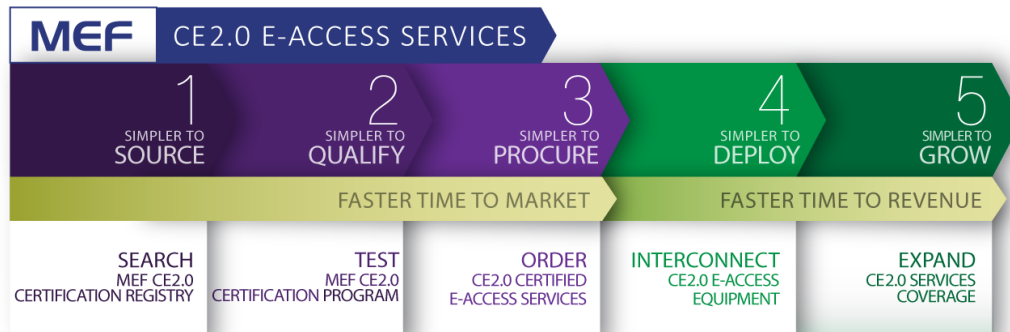 MEF CE2.0 E-ACCESS SERVICES
1
SIMPLER TO
SOURCE
2
SIMPLER TO
QUALIFY
3
SIMPLER TO
PROCURE
4
SIMPLER TO
DEPLOY
5
SIMPLER TO
GROW
FASTER TIME TO MARKET
FASTER TIME TO REVENUE
SEARCH
MEF CE2.0
CERTIFICATION REGISTRY
TEST
MEF CE2.0
CERTIFICATION PROGRAM
ORDER
CE2.0 CERTIFIED
E-ACCESS SERVICES
INTERCONNECT
CE2.0 E-ACCESS
EQUIPMENT
EXPAND
CE2.0 SERVICES
COVERAGE